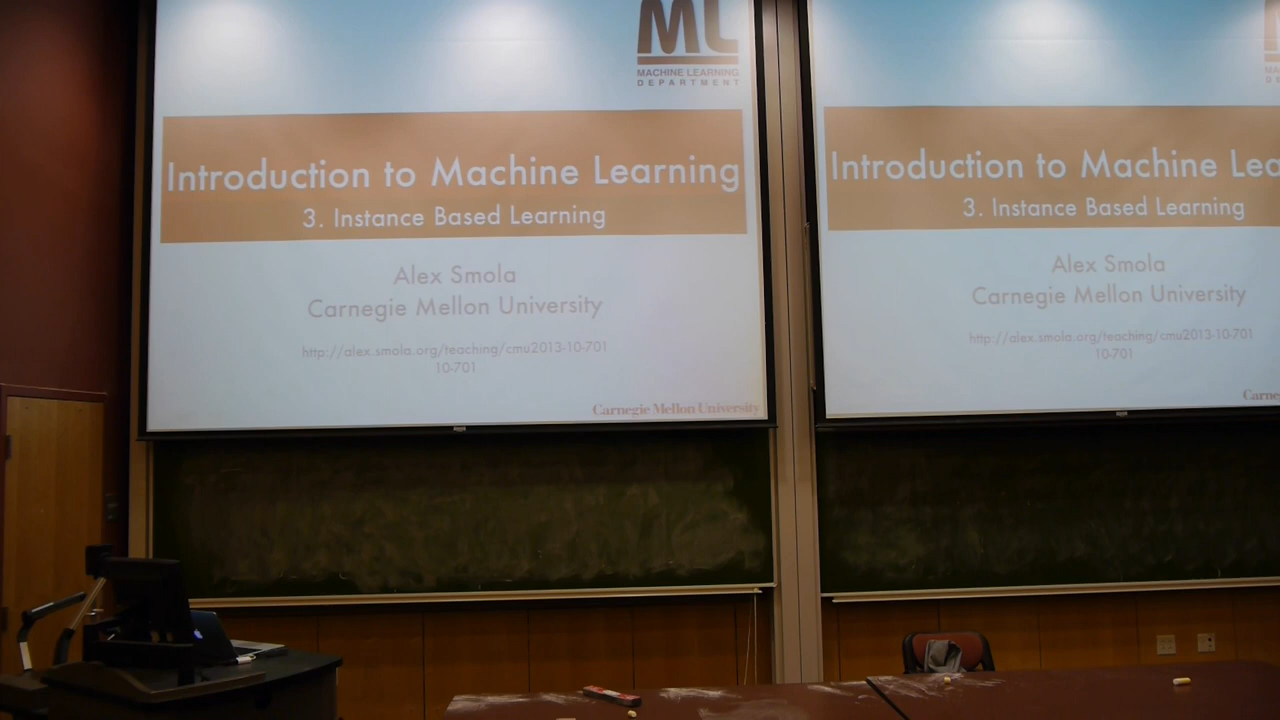 ML
MACHINE LEARNING
DEPARTMENT
Introduction to Machine Learning
3. Instance Based Learning
Alex Smola
Carnegie Mellon University
http://alex.smola.org/teaching/cmu2013-10-701
10-701
Carnegie Mellon University
Introduction to Machine Lea
3. Instance Based Learning
Alex Smola
Carnegie Mellon University
http://alex.smola.org/teaching/cmu2013-10-701
10-701
Carne